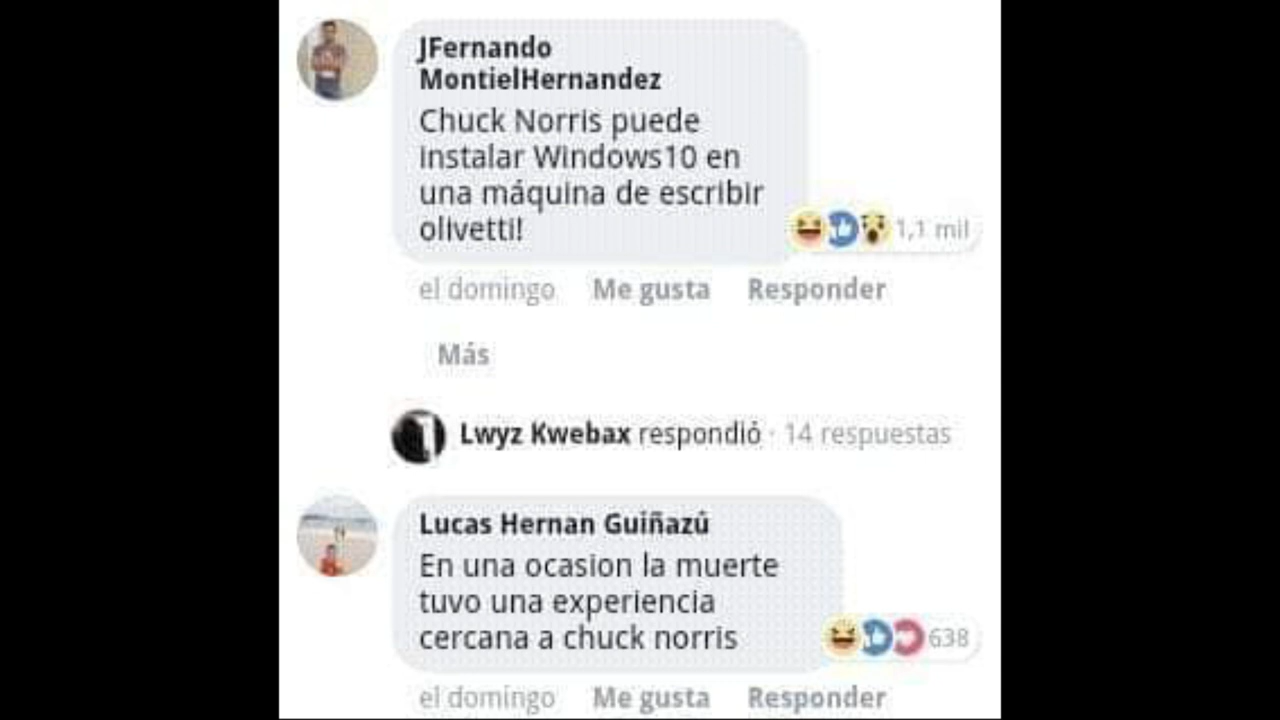 JFernando
MontielHernandez
Chuck Norris puede
instalar Windows10 en
una máquina de escribir
olivetti!
1,1 mil
el domingo Me gusta Responder
Más
Lwyz Kwebax respondió · 14 respuestas
Lucas Hernan Guiñazú
En una ocasion la muerte
tuvo una experiencia
cercana a chuck norris
638
el domingo Me gusta Responder